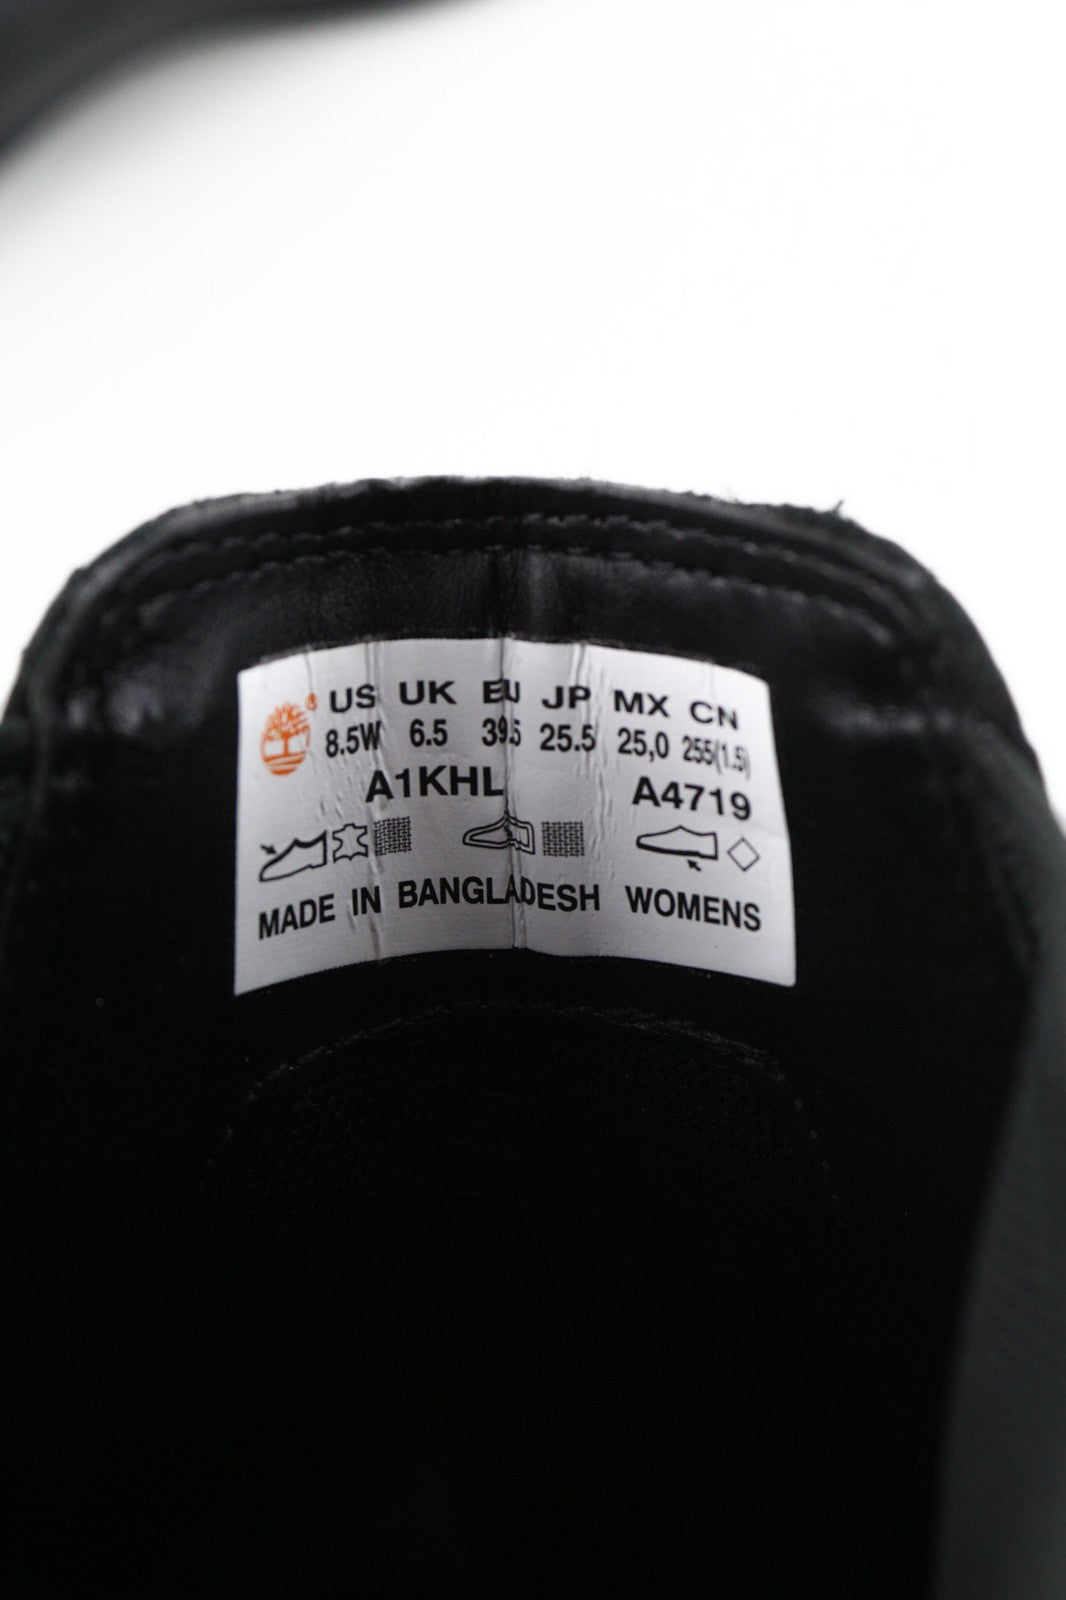 ® US UK EU JP MX CN
8.5W 6.5 39.5 25.5 25,0 255(1.5)
A1KHL A4719
MADE IN BANGLADESH WOMENS